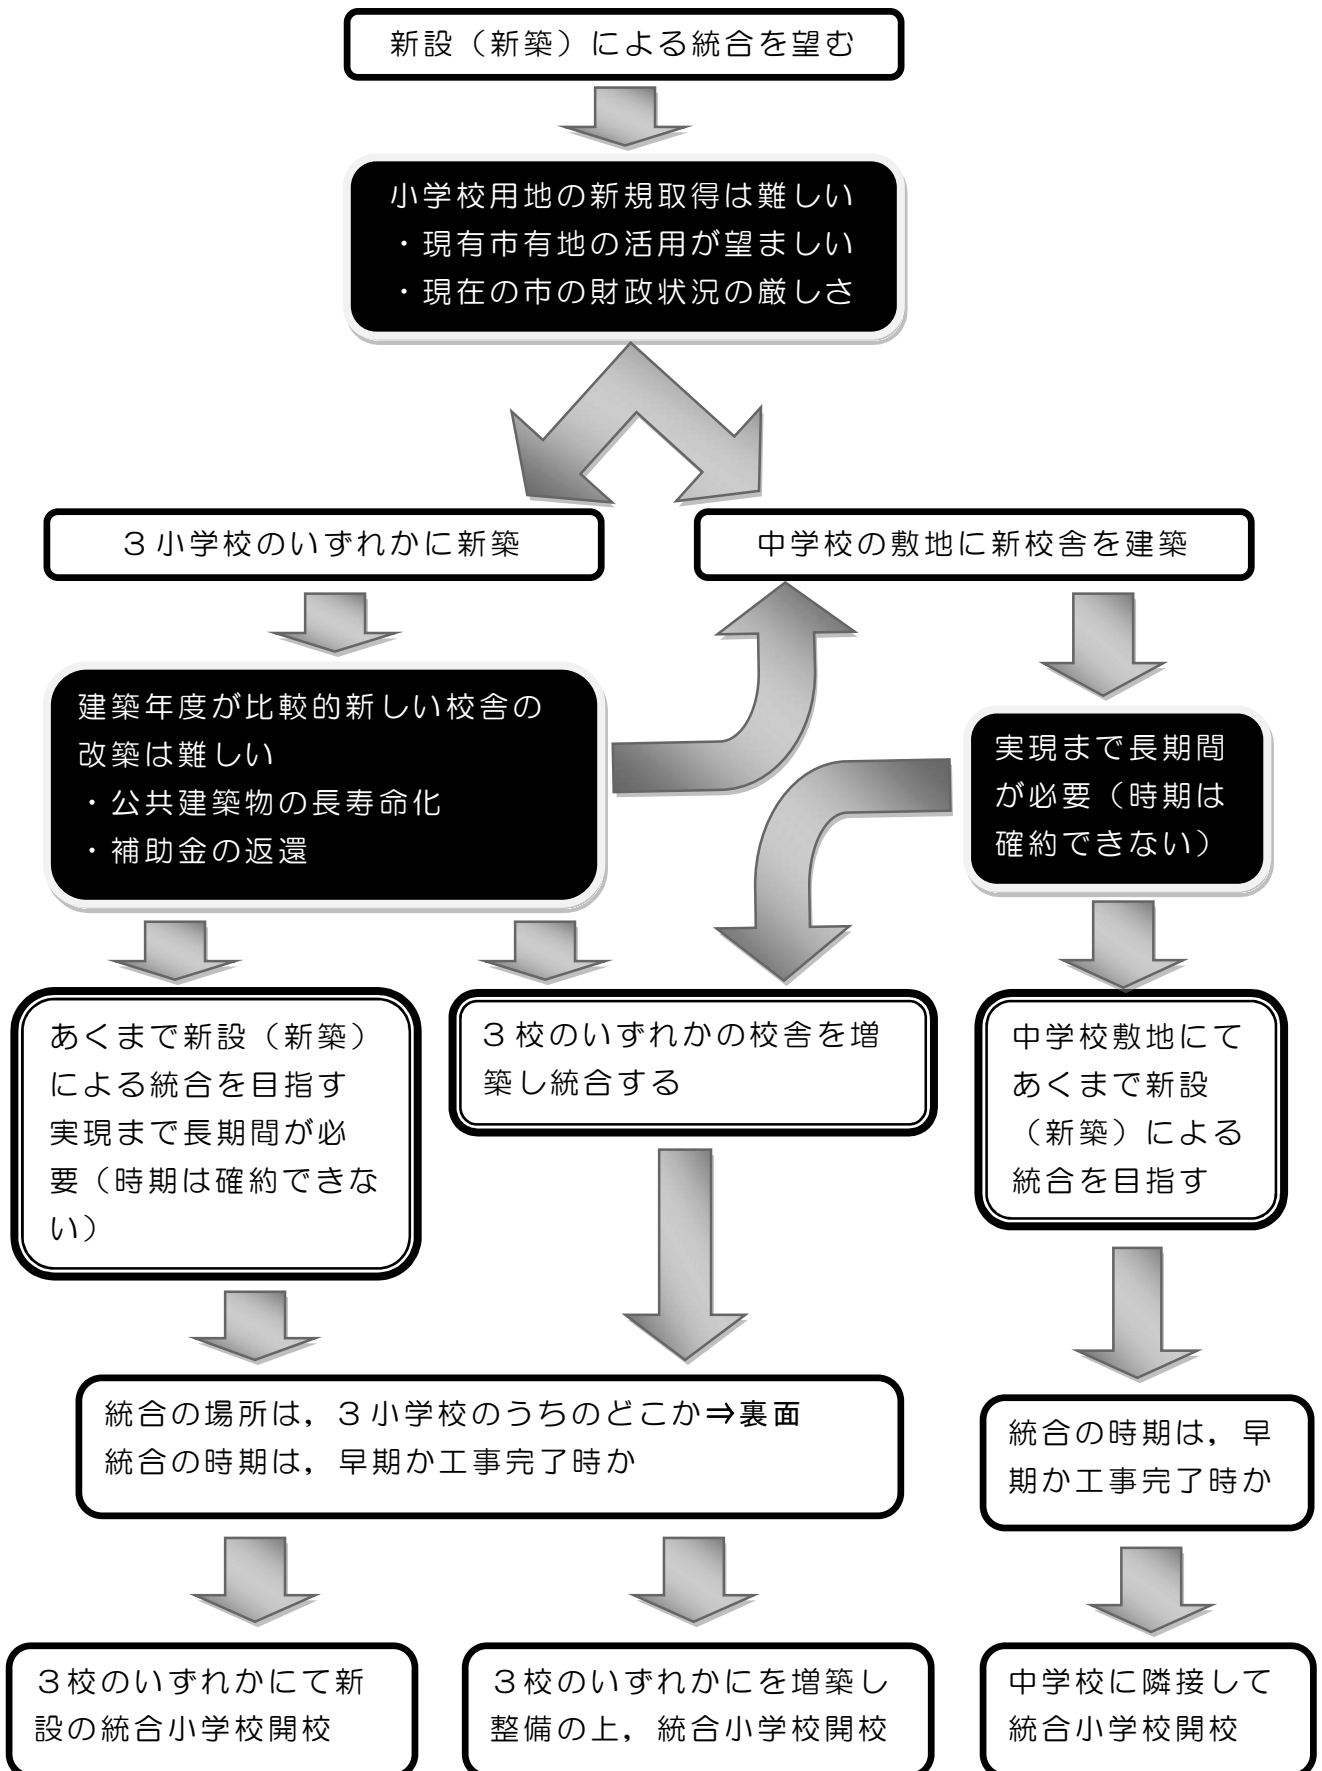 新設（新築）による統合を望む
小学校用地の新規取得は難しい
・現有市有地の活用が望ましい
・現在の市の財政状況の厳しさ
３小学校のいずれかに新築
中学校の敷地に新校舎を建築
建築年度が比較的新しい校舎の
改築は難しい
・公共建築物の長寿命化
・補助金の返還
実現まで長期間
が必要（時期は
確約できない）
あくまで新設（新築）
による統合を目指す
実現まで長期間が必
要（時期は確約できな
い）
３校のいずれかの校舎を増
築し統合する
中学校敷地にて
あくまで新設
（新築）による
統合を目指す
統合の場所は，３小学校のうちのどこか⇒裏面
統合の時期は，早期か工事完了時か
統合の時期は，早
期か工事完了時か
３校のいずれかにて新
設の統合小学校開校
３校のいずれかにを増築し
整備の上，統合小学校開校
中学校に隣接して
統合小学校開校